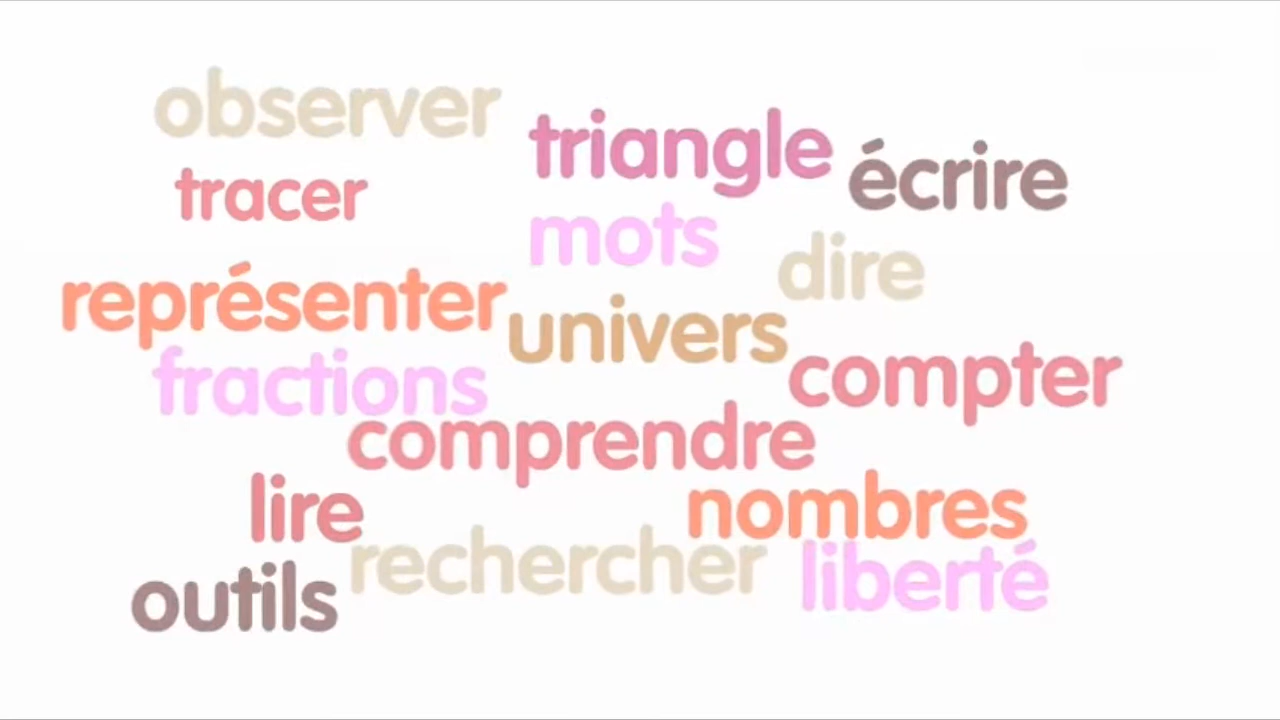 observer
triangle
écrire
tracer
mots
dire
représenter
univers
fractions
compter
comprendre
lire
nombres
rechercher
liberté
outils